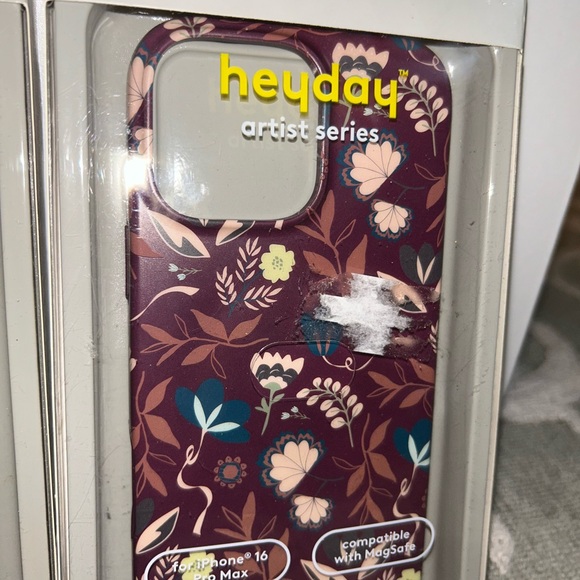 heyday™
artist series
for iPhone® 16
Pro Max
compatible
with MagSafe